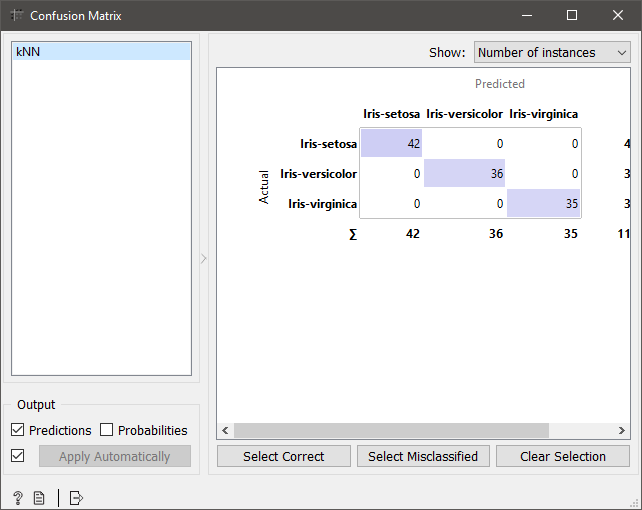 Confusion Matrix
kNN
Show: Number of instances
Predicted
Iris-setosa Iris-versicolor Iris-virginica
Actual
Iris-setosa 42 0 0 4
Iris-versicolor 0 36 0 3
Iris-virginica 0 0 35 3
∑ 42 36 35 11
Output
Predictions Probabilities
Apply Automatically
Select Correct Select Misclassified Clear Selection
?